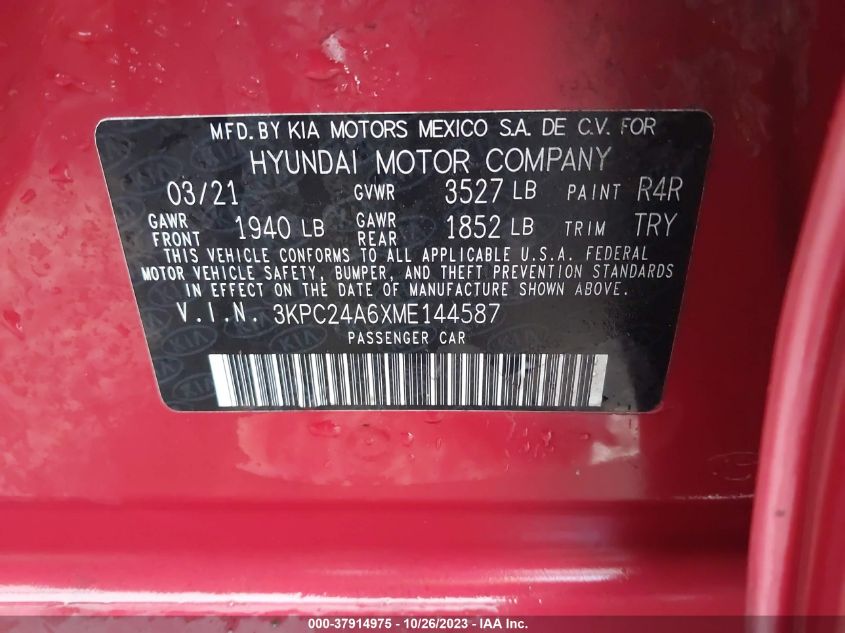 MFD. BY KIA MOTORS MEXICO S.A. DE C.V. FOR
HYUNDAI MOTOR COMPANY
03/21 GVWR 3527 LB PAINT R4R
GAWR FRONT 1940 LB GAWR REAR 1852 LB TRIM TRY
THIS VEHICLE CONFORMS TO ALL APPLICABLE U.S.A. FEDERAL
MOTOR VEHICLE SAFETY, BUMPER, AND THEFT PREVENTION STANDARDS
IN EFFECT ON THE DATE OF MANUFACTURE SHOWN ABOVE.
V.I.N. 3KPC24A6XME144587
PASSENGER CAR
000-37914975 - 10/26/2023 - IAA Inc.